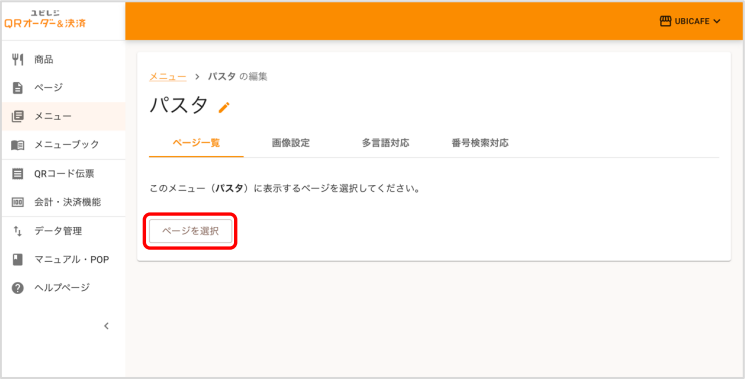 ユビレジ
QRオーダー&決済
UBICAFE
商品
ページ
メニュー
メニューブック
QRコード伝票
会計・決済機能
データ管理
マニュアル・POP
ヘルプページ
メニュー > パスタ の編集
パスタ
ページ一覧 画像設定 多言語対応 番号検索対応
このメニュー（パスタ）に表示するページを選択してください。
ページを選択